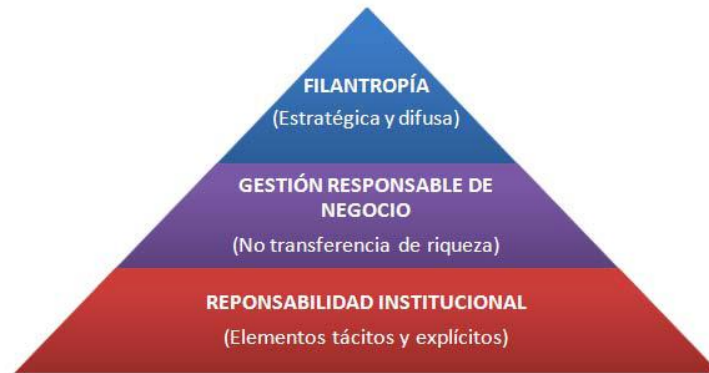 FILANTROPÍA
(Estratégica y difusa)
GESTIÓN RESPONSABLE DE
NEGOCIO
(No transferencia de riqueza)
REPONSABILIDAD INSTITUCIONAL
(Elementos tácitos y explícitos)